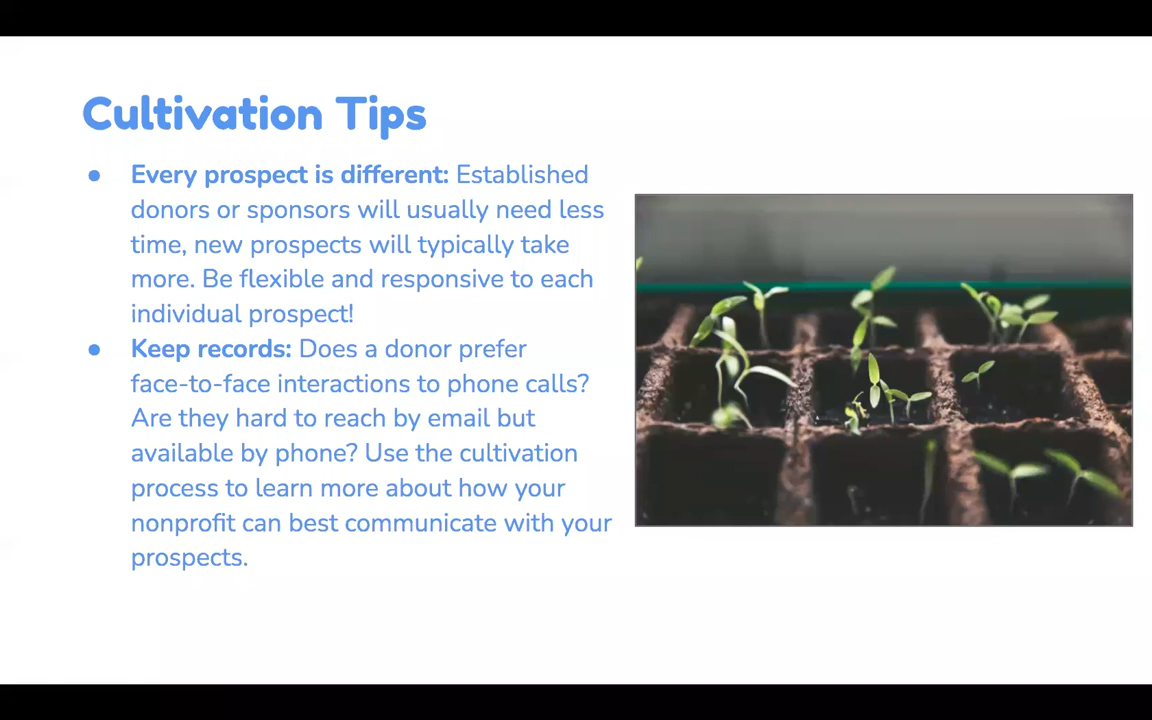 Cultivation Tips
● Every prospect is different: Established
donors or sponsors will usually need less
time, new prospects will typically take
more. Be flexible and responsive to each
individual prospect!
● Keep records: Does a donor prefer
face-to-face interactions to phone calls?
Are they hard to reach by email but
available by phone? Use the cultivation
process to learn more about how your
nonprofit can best communicate with your
prospects.